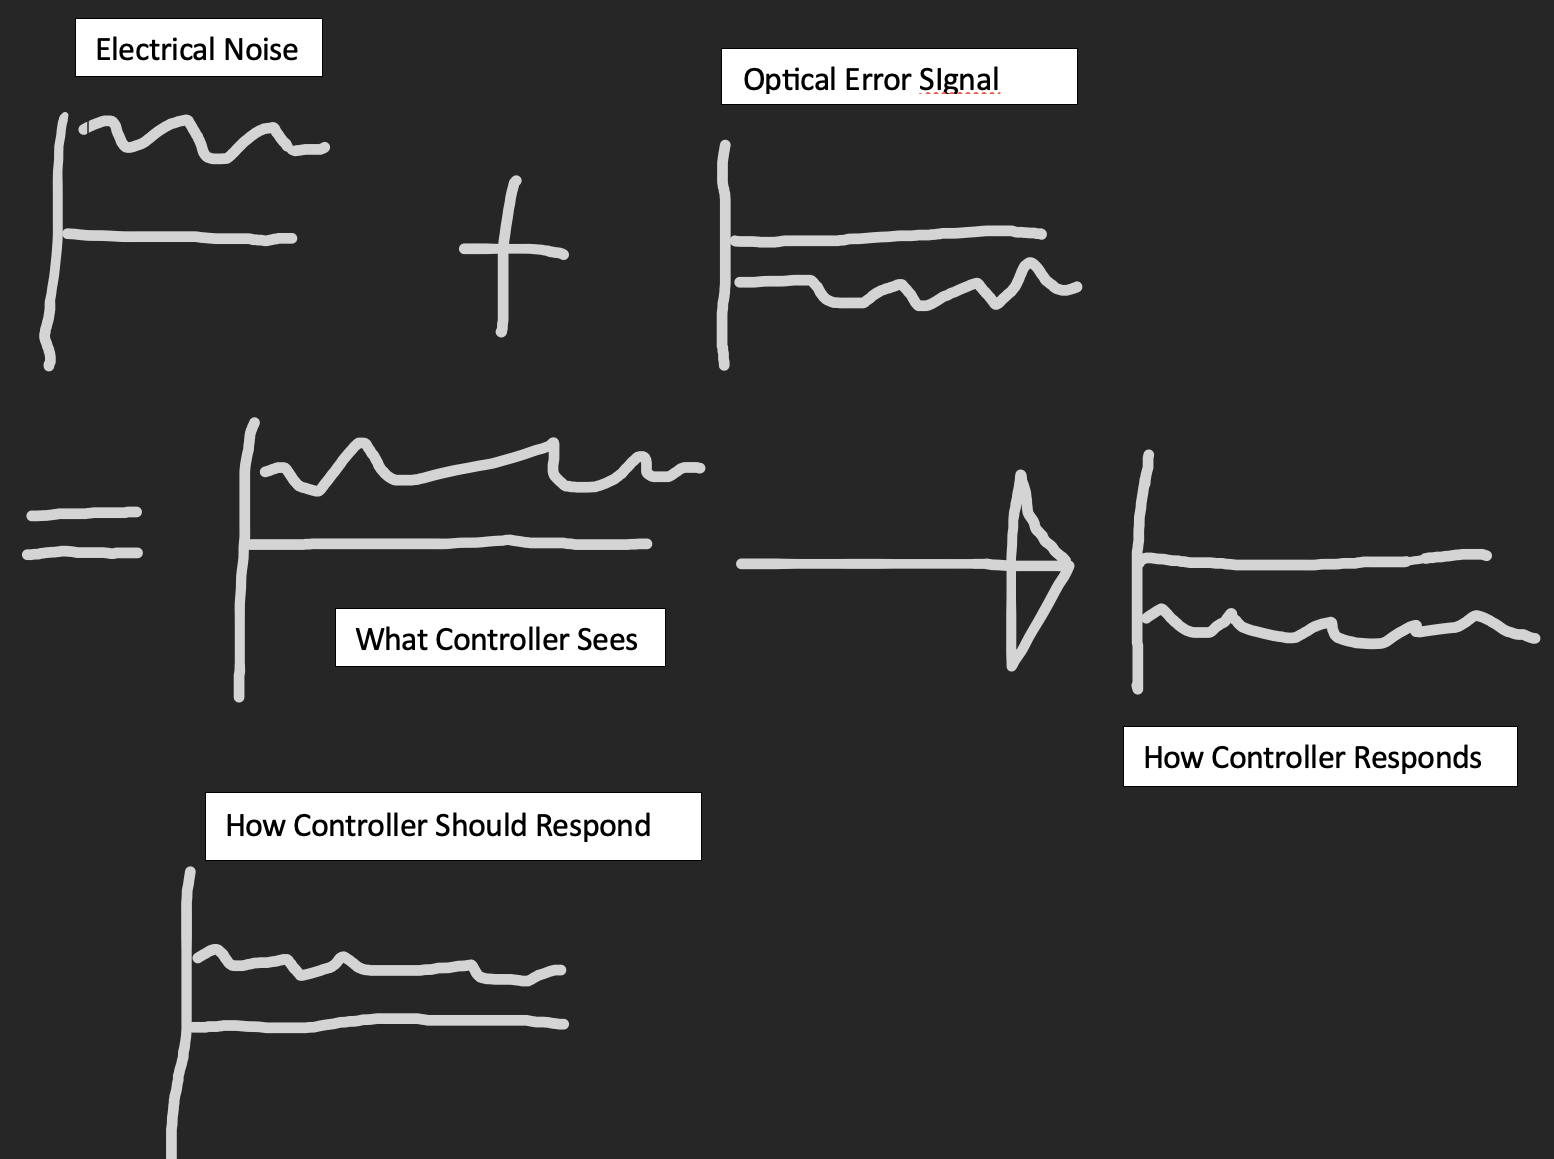 Electrical Noise
Optical Error SIgnal
What Controller Sees
How Controller Responds
How Controller Should Respond